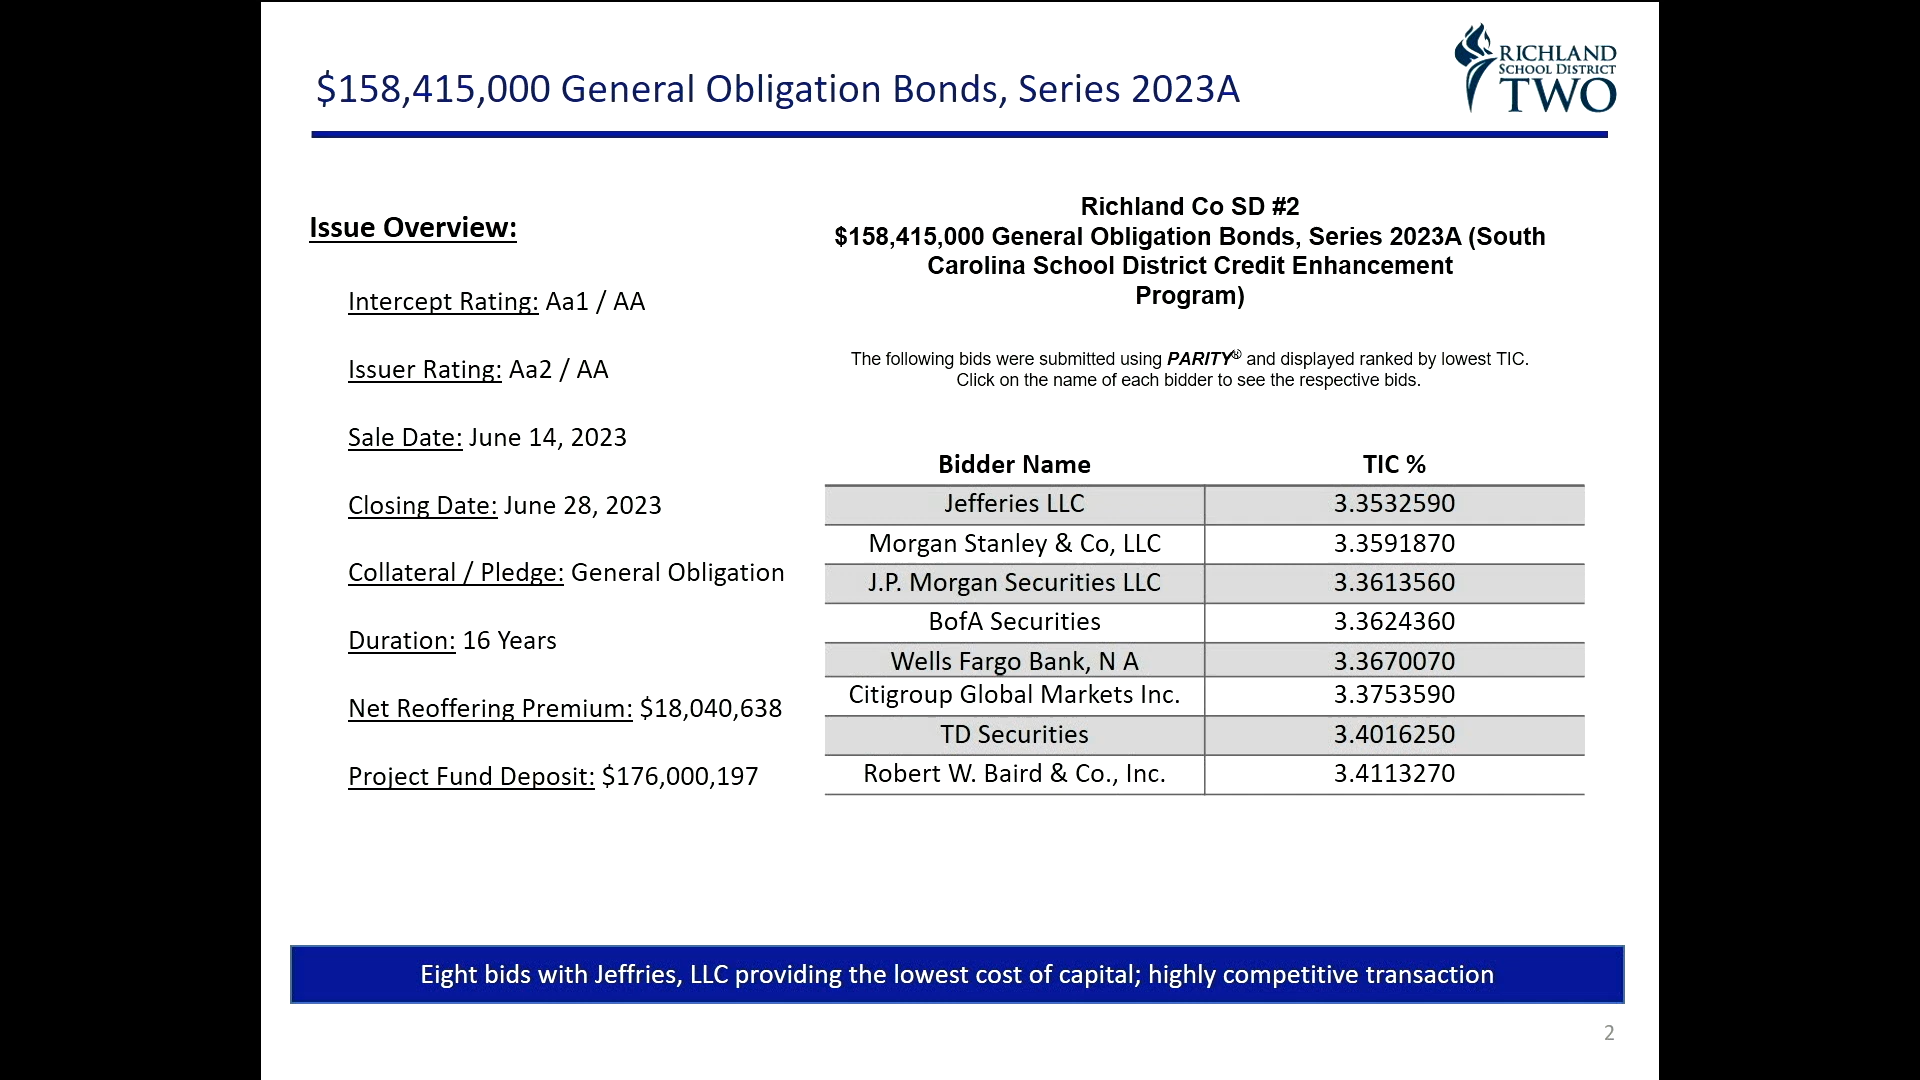 $158,415,000 General Obligation Bonds, Series 2023A
RICHLAND
SCHOOL DISTRICT
TWO
Issue Overview:
Intercept Rating: Aa1 / AA
Issuer Rating: Aa2 / AA
Sale Date: June 14, 2023
Closing Date: June 28, 2023
Collateral / Pledge: General Obligation
Duration: 16 Years
Net Reoffering Premium: $18,040,638
Project Fund Deposit: $176,000,197
Richland Co SD #2
$158,415,000 General Obligation Bonds, Series 2023A (South
Carolina School District Credit Enhancement
Program)
The following bids were submitted using PARITY® and displayed ranked by lowest TIC.
Click on the name of each bidder to see the respective bids.
Bidder Name TIC %
Jefferies LLC 3.3532590
Morgan Stanley & Co, LLC 3.3591870
J.P. Morgan Securities LLC 3.3613560
BofA Securities 3.3624360
Wells Fargo Bank, N A 3.3670070
Citigroup Global Markets Inc. 3.3753590
TD Securities 3.4016250
Robert W. Baird & Co., Inc. 3.4113270
Eight bids with Jeffries, LLC providing the lowest cost of capital; highly competitive transaction
2